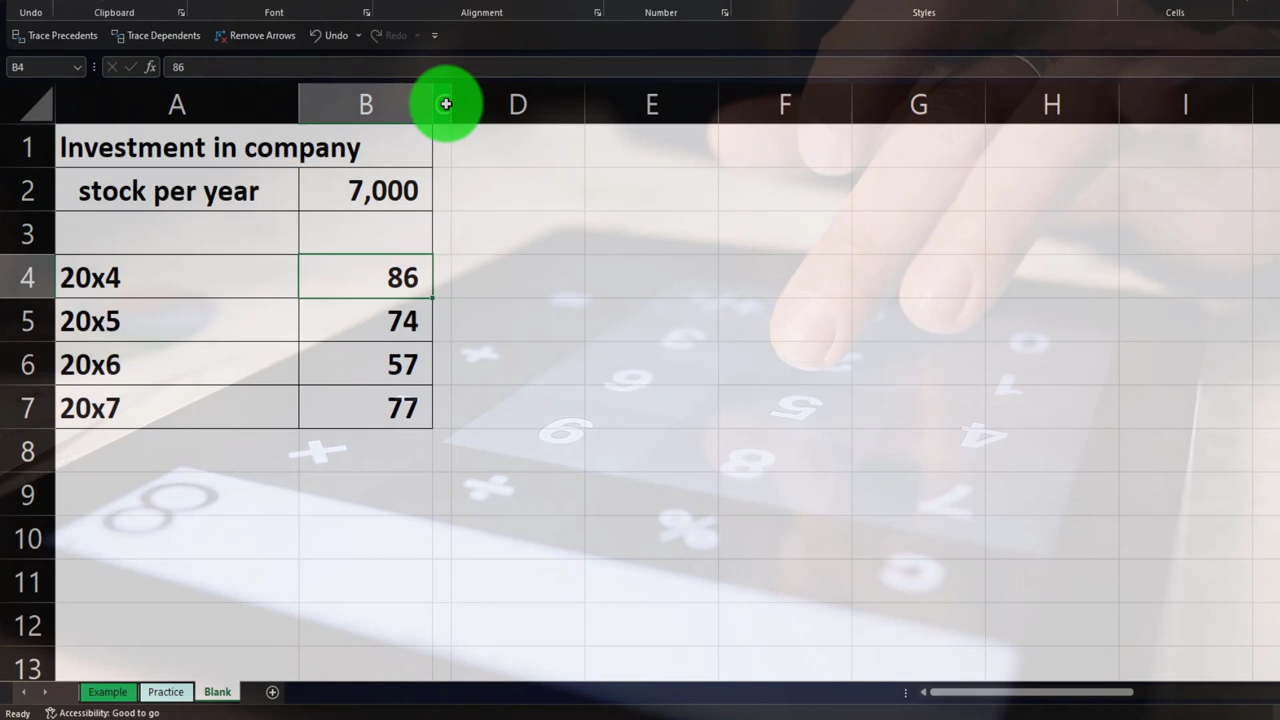 Undo Clipboard Font Alignment Number Styles Cells
Trace Precedents Trace Dependents Remove Arrows Undo Redo
B4 fx 86
A B C D E F G H I
1 Investment in company
2 stock per year 7,000
3
4 20x4 86
5 20x5 74
6 20x6 57
7 20x7 77
8
9
10
11
12
13
Example Practice Blank
Ready Accessibility: Good to go